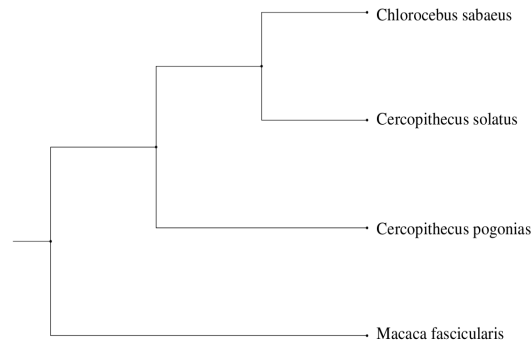 Chlorocebus sabaeus
Cercopithecus solatus
Cercopithecus pogonias
Macaca fascicularis